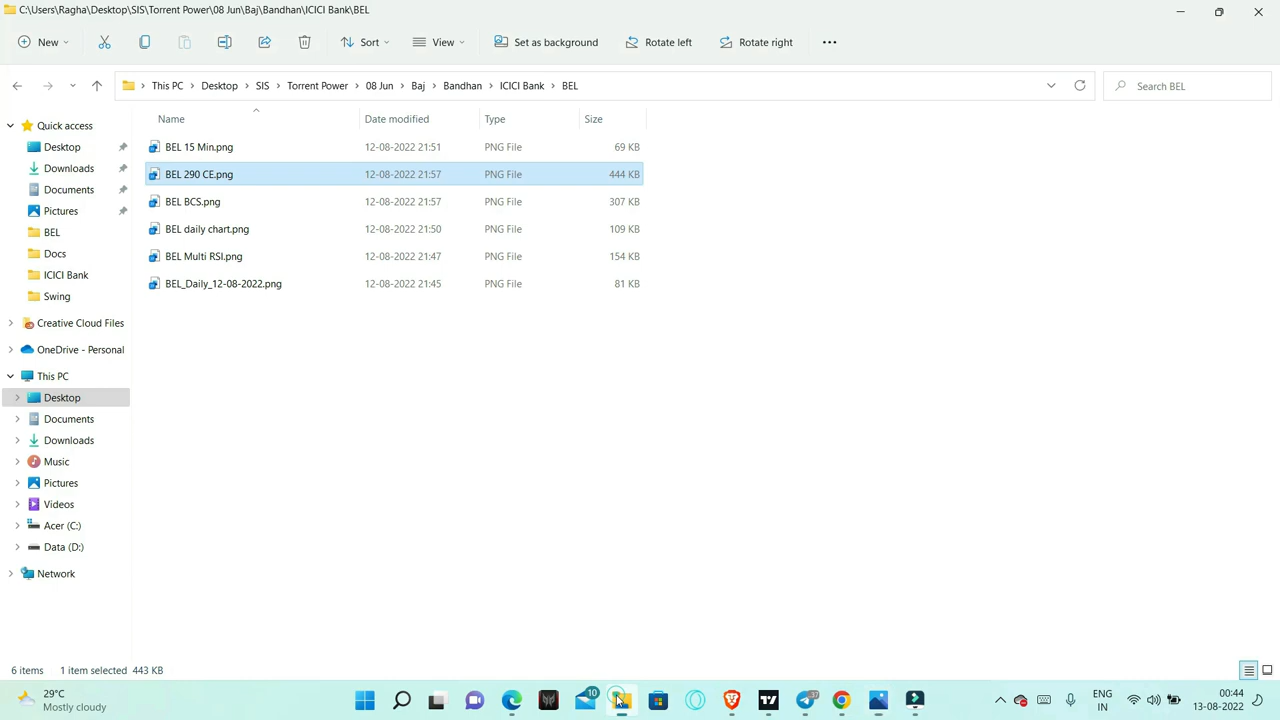 C:\Users\Ragha\Desktop\SIS\Torrent Power\08 Jun\Baj\Bandhan\ICICI Bank\BEL
New
Sort
View
Set as background
Rotate left
Rotate right
This PC > Desktop > SIS > Torrent Power > 08 Jun > Baj > Bandhan > ICICI Bank > BEL
Search BEL
Name Date modified Type Size
BEL 15 Min.png 12-08-2022 21:51 PNG File 69 KB
BEL 290 CE.png 12-08-2022 21:57 PNG File 444 KB
BEL BCS.png 12-08-2022 21:57 PNG File 307 KB
BEL daily chart.png 12-08-2022 21:50 PNG File 109 KB
BEL Multi RSI.png 12-08-2022 21:47 PNG File 154 KB
BEL_Daily_12-08-2022.png 12-08-2022 21:45 PNG File 81 KB
Quick access
Desktop
Downloads
Documents
Pictures
BEL
Docs
ICICI Bank
Swing
Creative Cloud Files
OneDrive - Personal
This PC
Desktop
Documents
Downloads
Music
Pictures
Videos
Acer (C:)
Data (D:)
Network
6 items 1 item selected 443 KB
29°C
Mostly cloudy
10
37
ENG
IN
00:44
13-08-2022